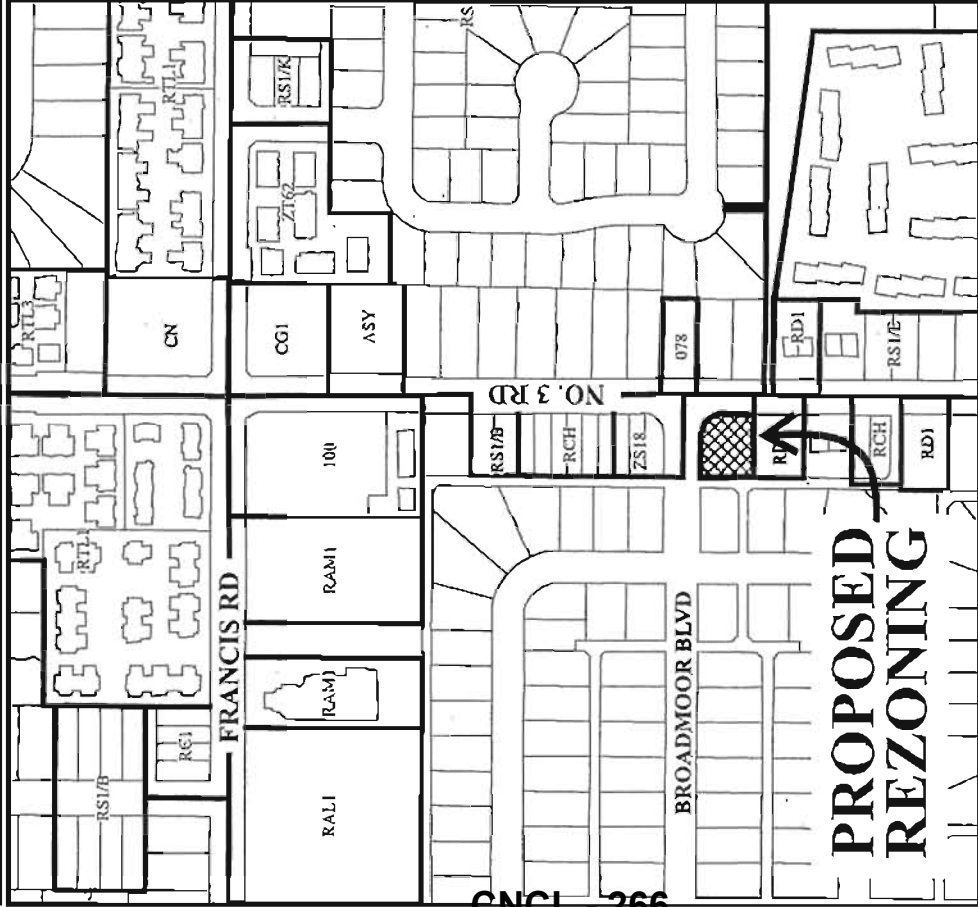 RTL1
RS1/K
RS
ZT62
RTL3
CN
CG1
ASY
078
RD1
RS1/E
NO. 3 RD
100
RS1/B
RCH
ZS18
RCH
RD1
RTL1
RAM1
FRANCIS RD
RAM1
BROADMOOR BLVD
RS1/B
RC1
RAL1
PROPOSED
REZONING
CNCL - 266